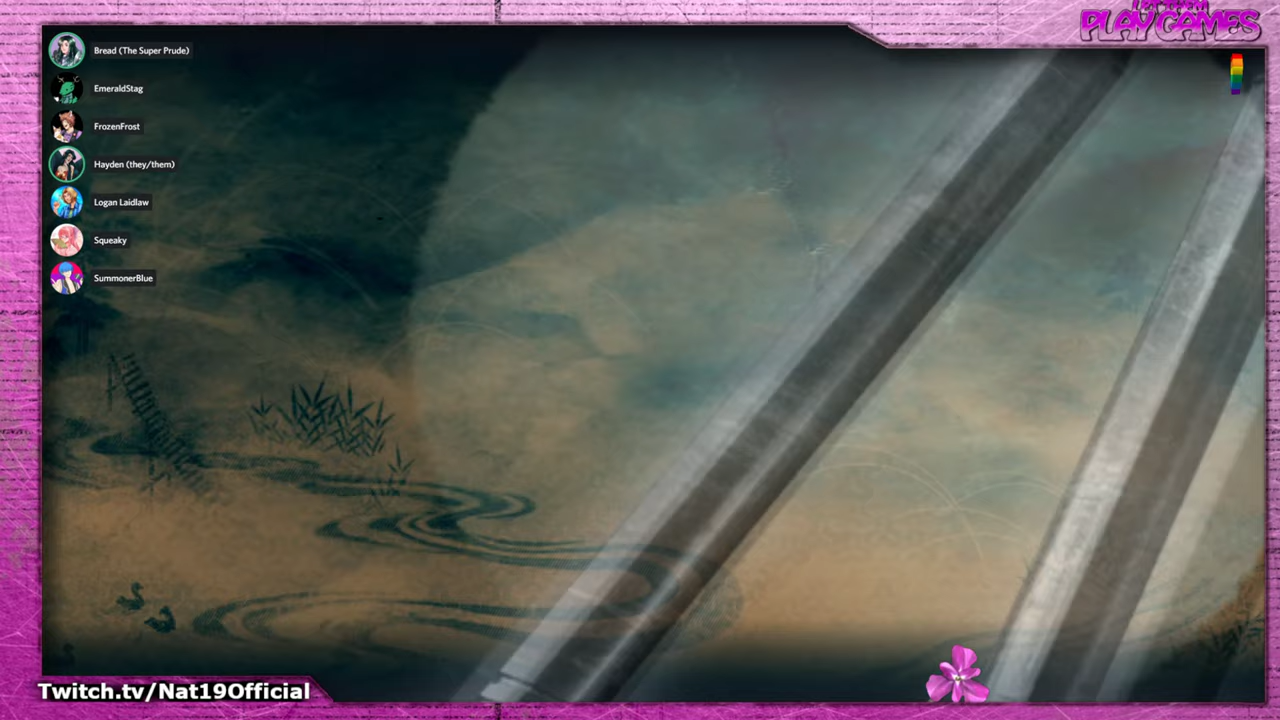 PLAY GAMES
Bread (The Super Prude)
EmeraldStag
FrozenFrost
Hayden (they/them)
Logan Laidlaw
Squeaky
SummonerBlue
Twitch.tv/Nat19Official